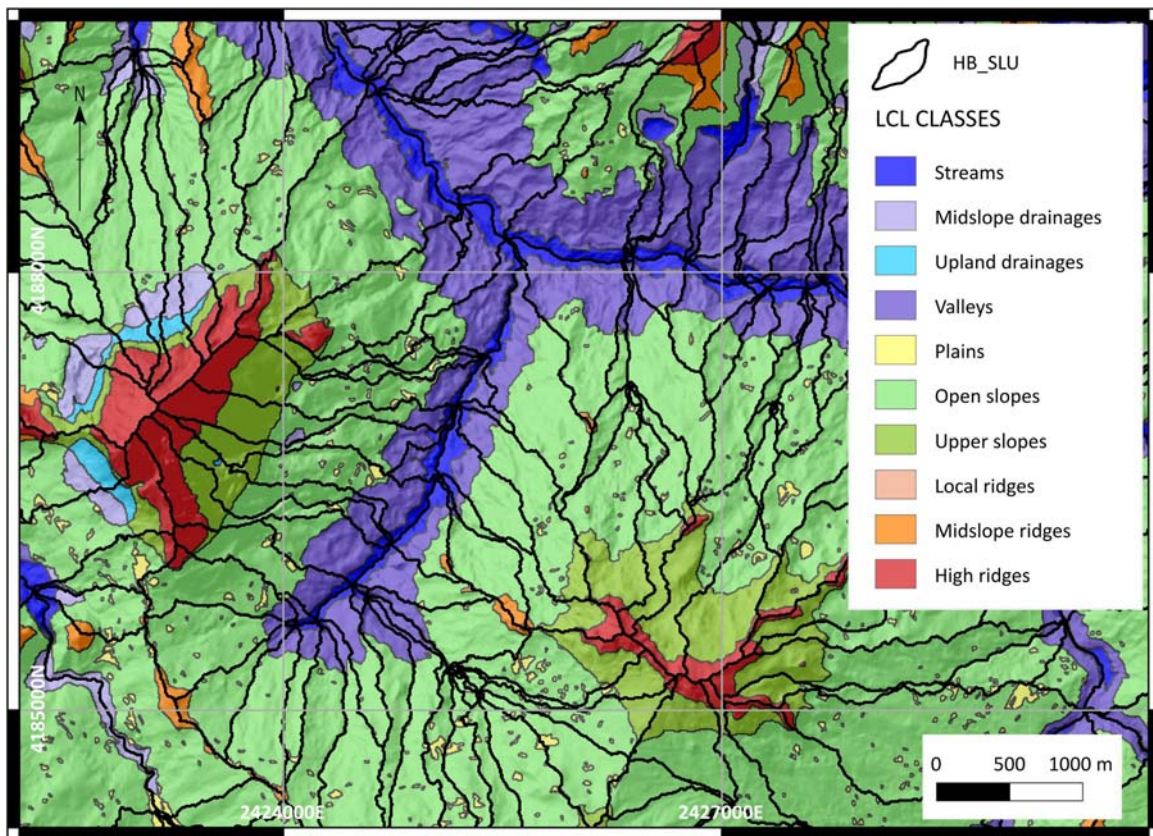 HB_SLU
LCL CLASSES
Streams
Midslope drainages
Upland drainages
Valleys
Plains
Open slopes
Upper slopes
Local ridges
Midslope ridges
High ridges
N
4188000N
4185000N
2424000E
2427000E
0 500 1000 m